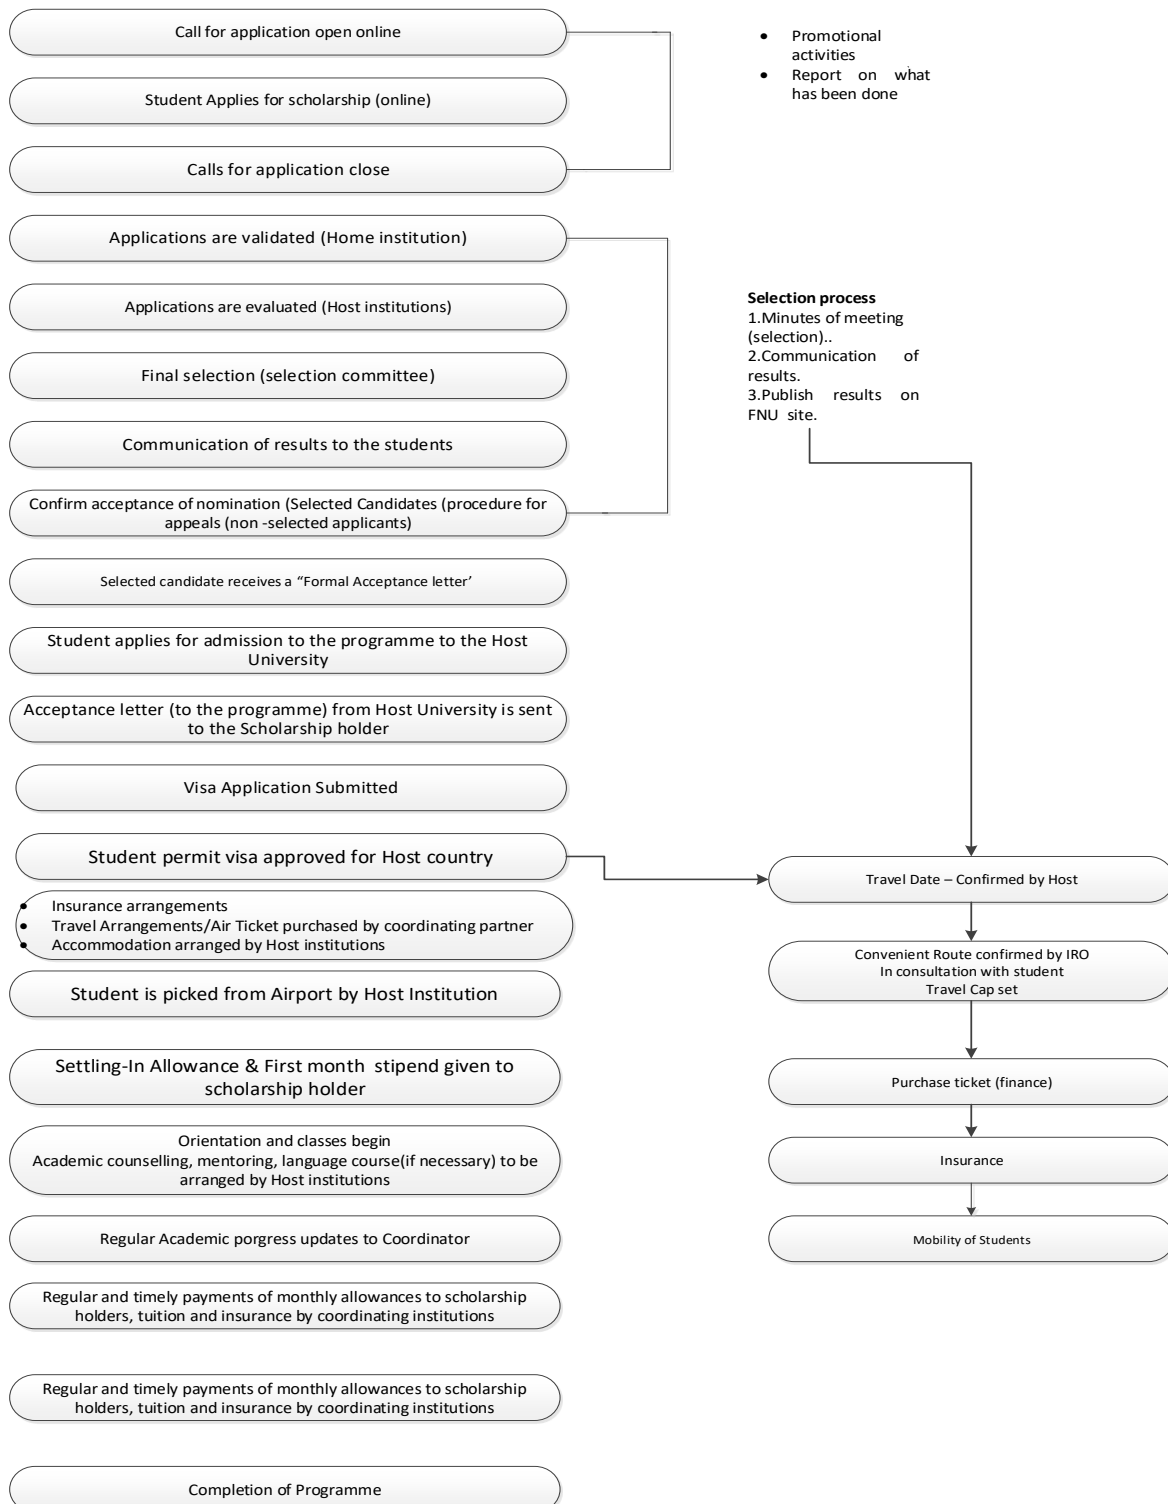 Call for application open online
Student Applies for scholarship (online)
Calls for application close
Applications are validated (Home institution)
Applications are evaluated (Host institutions)
Final selection (selection committee)
Communication of results to the students
Confirm acceptance of nomination (Selected Candidates (procedure for
appeals (non -selected applicants)
Selected candidate receives a “Formal Acceptance letter’
Student applies for admission to the programme to the Host
University
Acceptance letter (to the programme) from Host University is sent
to the Scholarship holder
Visa Application Submitted
Student permit visa approved for Host country
• Insurance arrangements
• Travel Arrangements/Air Ticket purchased by coordinating partner
• Accommodation arranged by Host institutions
Student is picked from Airport by Host Institution
Settling-In Allowance & First month stipend given to
scholarship holder
Orientation and classes begin
Academic counselling, mentoring, language course(if necessary) to be
arranged by Host institutions
Regular Academic porgress updates to Coordinator
Regular and timely payments of monthly allowances to scholarship
holders, tuition and insurance by coordinating institutions
Regular and timely payments of monthly allowances to scholarship
holders, tuition and insurance by coordinating institutions
Completion of Programme
• Promotional
activities
• Report on what
has been done
Selection process
1.Minutes of meeting
(selection)..
2.Communication of
results.
3.Publish results on
FNU site.
Travel Date – Confirmed by Host
Convenient Route confirmed by IRO
In consultation with student
Travel Cap set
Purchase ticket (finance)
Insurance
Mobility of Students